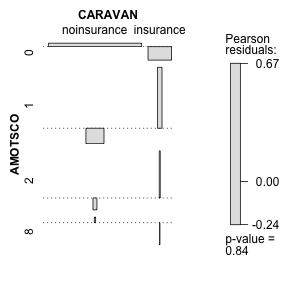 CARAVAN
noinsurance insurance
AMOTSCO
0
1
2
8
Pearson
residuals:
0.67
0.00
-0.24
p-value =
0.84